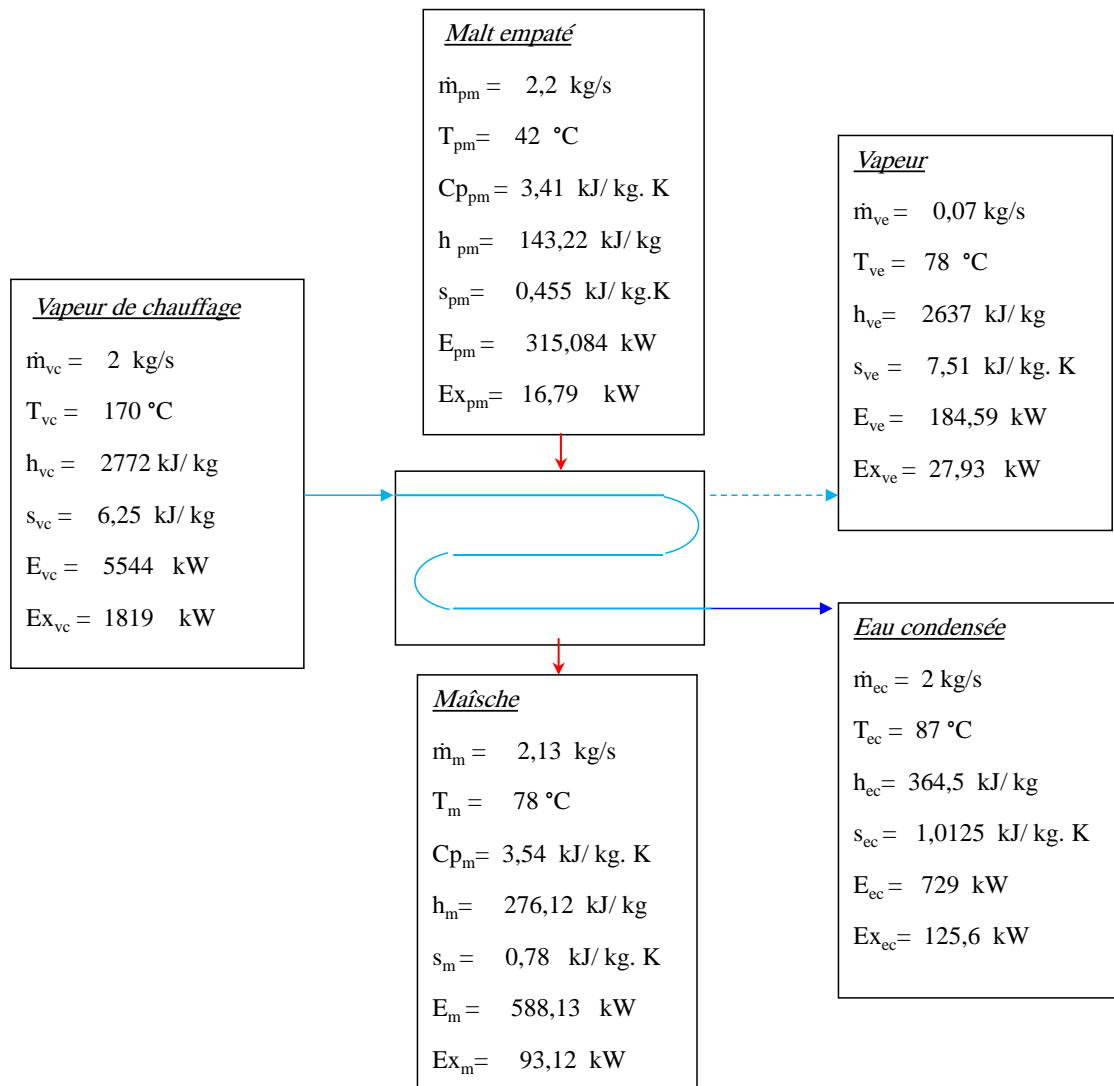 Malt empaté
ṁpm = 2,2 kg/s
Tpm= 42 °C
Cppm = 3,41 kJ/ kg. K
h pm= 143,22 kJ/ kg
spm= 0,455 kJ/ kg.K
Epm = 315,084 kW
Expm= 16,79 kW
Vapeur de chauffage
ṁvc = 2 kg/s
Tvc = 170 °C
hvc = 2772 kJ/ kg
svc = 6,25 kJ/ kg
Evc = 5544 kW
Exvc = 1819 kW
Vapeur
ṁve = 0,07 kg/s
Tve = 78 °C
hve= 2637 kJ/ kg
sve = 7,51 kJ/ kg. K
Eve = 184,59 kW
Exve = 27,93 kW
Maîsche
ṁm = 2,13 kg/s
Tm = 78 °C
Cpm= 3,54 kJ/ kg. K
hm= 276,12 kJ/ kg
sm = 0,78 kJ/ kg. K
Em = 588,13 kW
Exm= 93,12 kW
Eau condensée
ṁec = 2 kg/s
Tec = 87 °C
hec= 364,5 kJ/ kg
sec = 1,0125 kJ/ kg. K
Eec = 729 kW
Exec= 125,6 kW